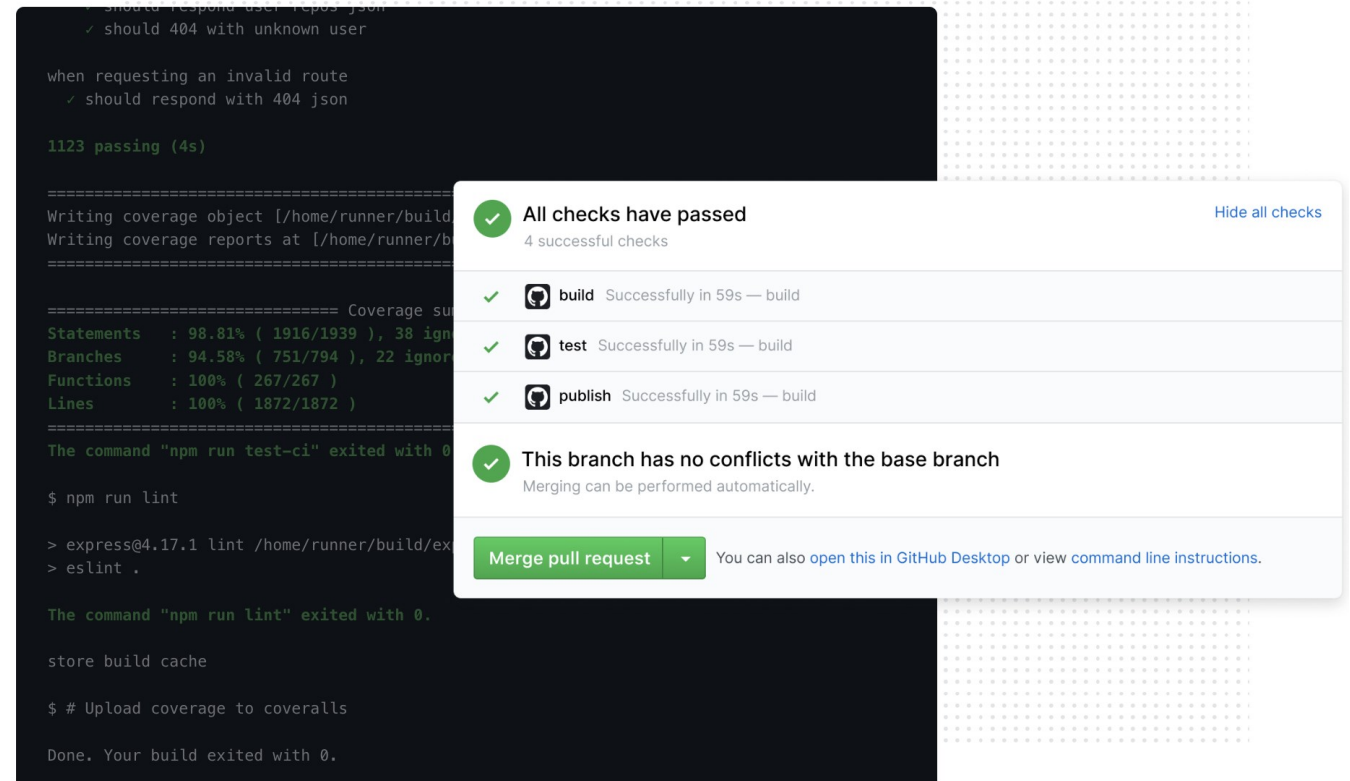 ✓ should respond user repos json
✓ should 404 with unknown user
when requesting an invalid route
✓ should respond with 404 json
1123 passing (4s)
=============================================
Writing coverage object [/home/runner/build
Writing coverage reports at [/home/runner/b
=============================================
=============================== Coverage su
Statements : 98.81% ( 1916/1939 ), 38 ign
Branches : 94.58% ( 751/794 ), 22 ignor
Functions : 100% ( 267/267 )
Lines : 100% ( 1872/1872 )
=============================================
The command "npm run test-ci" exited with 0
$ npm run lint
> express@4.17.1 lint /home/runner/build/ex
> eslint .
The command "npm run lint" exited with 0.
store build cache
$ # Upload coverage to coveralls
Done. Your build exited with 0.
All checks have passed
Hide all checks
4 successful checks
build Successfully in 59s — build
test Successfully in 59s — build
publish Successfully in 59s — build
This branch has no conflicts with the base branch
Merging can be performed automatically.
Merge pull request
You can also open this in GitHub Desktop or view command line instructions.